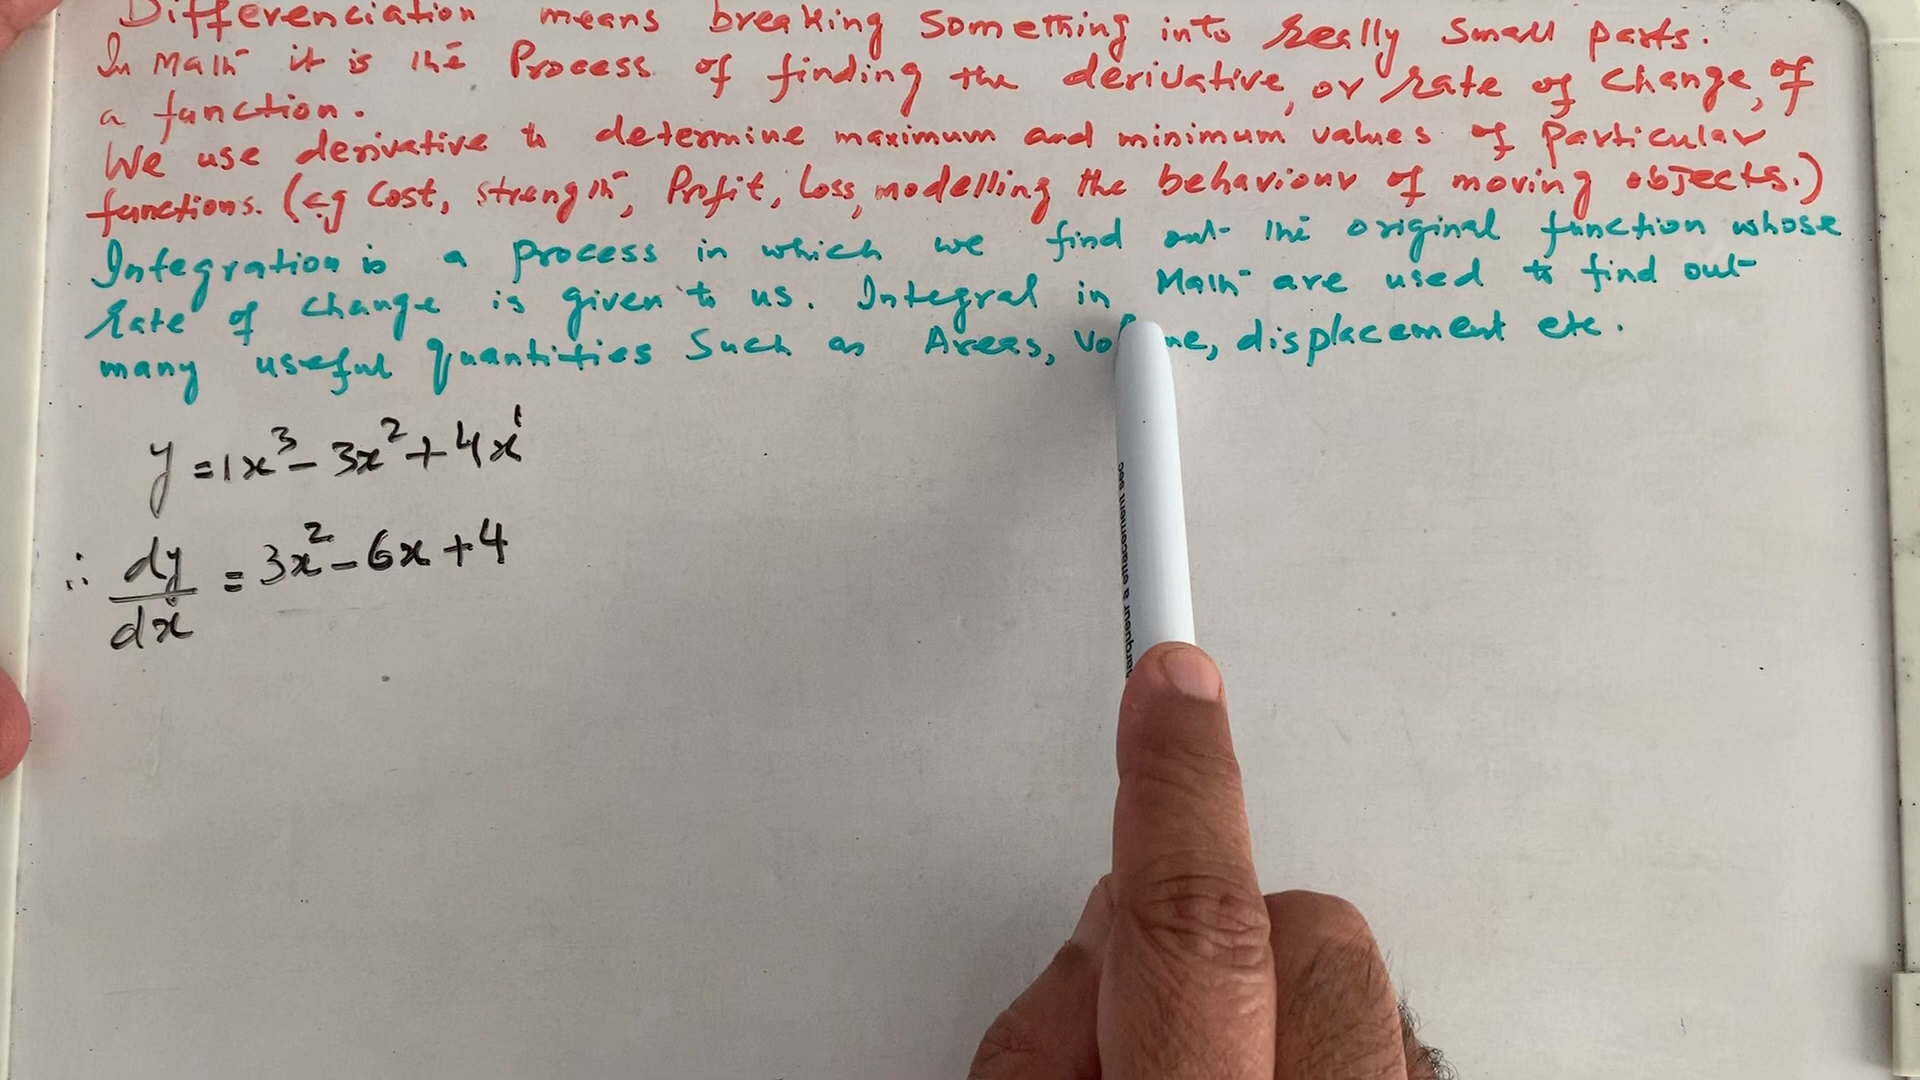 Differenciation means breaking something into really small parts.
In Math it is the Process of finding the derivative, or rate of change, of
a function.
We use derivative to determine maximum and minimum values of particular
functions. (eg Cost, strength, Profit, Loss, modelling the behaviour of moving objects.)
Integration is a process in which we find out the original function whose
rate of change is given to us. Integral in Math are used to find out
many useful quantities such as Areas, Vo me, displacement etc.
y = 1x³ - 3x² + 4x¹
∴ dy/dx = 3x² - 6x + 4